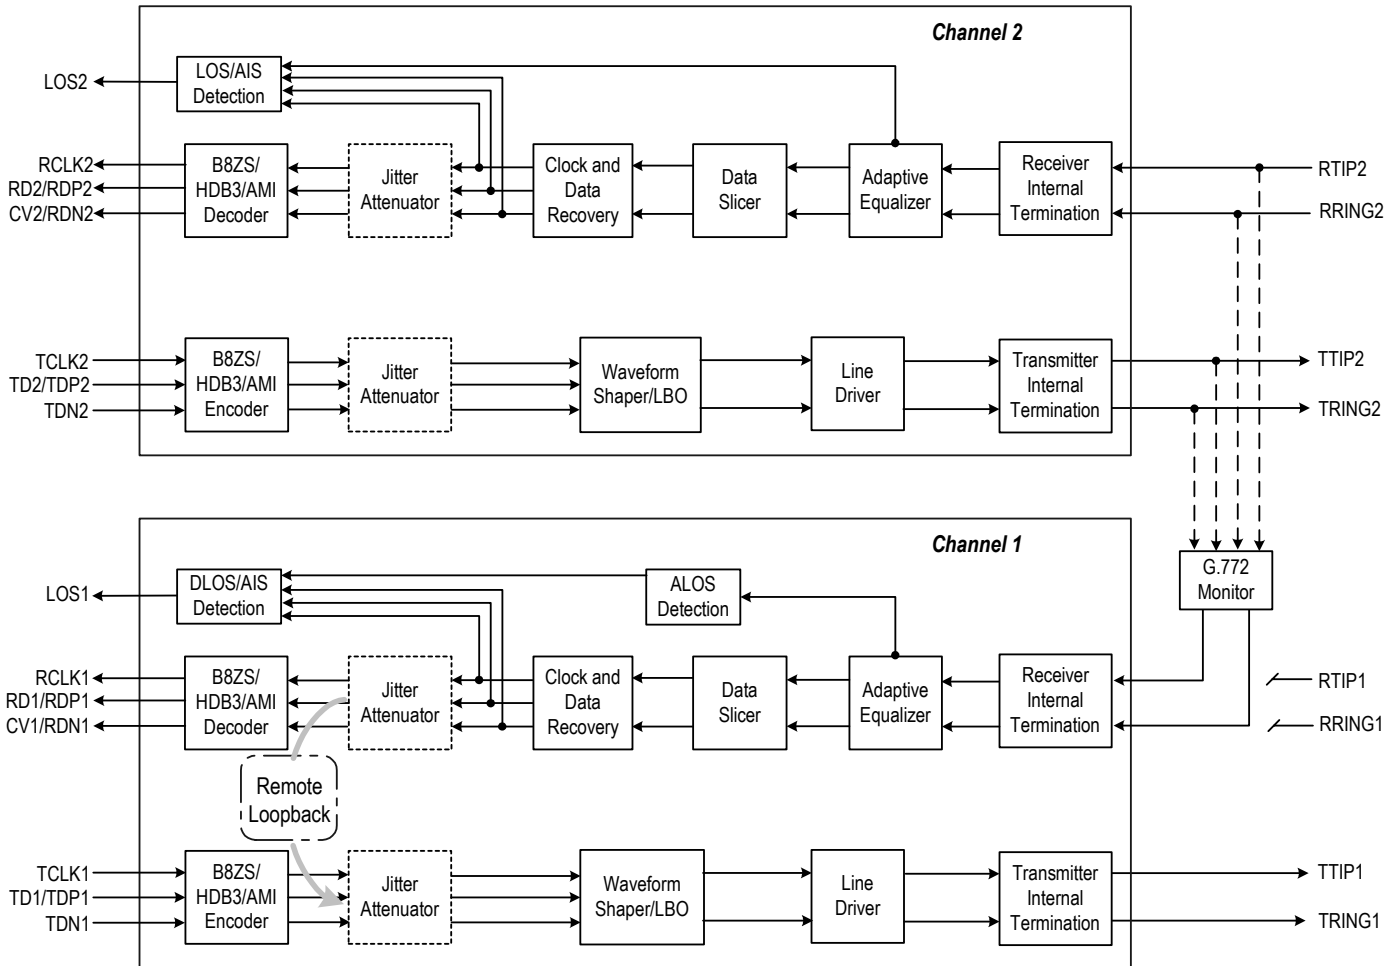 Channel 2
LOS2
LOS/AIS
Detection
RCLK2
RD2/RDP2
CV2/RDN2
B8ZS/
HDB3/AMI
Decoder
Jitter
Attenuator
Clock and
Data
Recovery
Data
Slicer
Adaptive
Equalizer
Receiver
Internal
Termination
RTIP2
RRING2
TCLK2
TD2/TDP2
TDN2
B8ZS/
HDB3/AMI
Encoder
Jitter
Attenuator
Waveform
Shaper/LBO
Line
Driver
Transmitter
Internal
Termination
TTIP2
TRING2
Channel 1
G.772
Monitor
LOS1
DLOS/AIS
Detection
ALOS
Detection
RCLK1
RD1/RDP1
CV1/RDN1
B8ZS/
HDB3/AMI
Decoder
Jitter
Attenuator
Clock and
Data
Recovery
Data
Slicer
Adaptive
Equalizer
Receiver
Internal
Termination
RTIP1
RRING1
Remote
Loopback
TCLK1
TD1/TDP1
TDN1
B8ZS/
HDB3/AMI
Encoder
Jitter
Attenuator
Waveform
Shaper/LBO
Line
Driver
Transmitter
Internal
Termination
TTIP1
TRING1